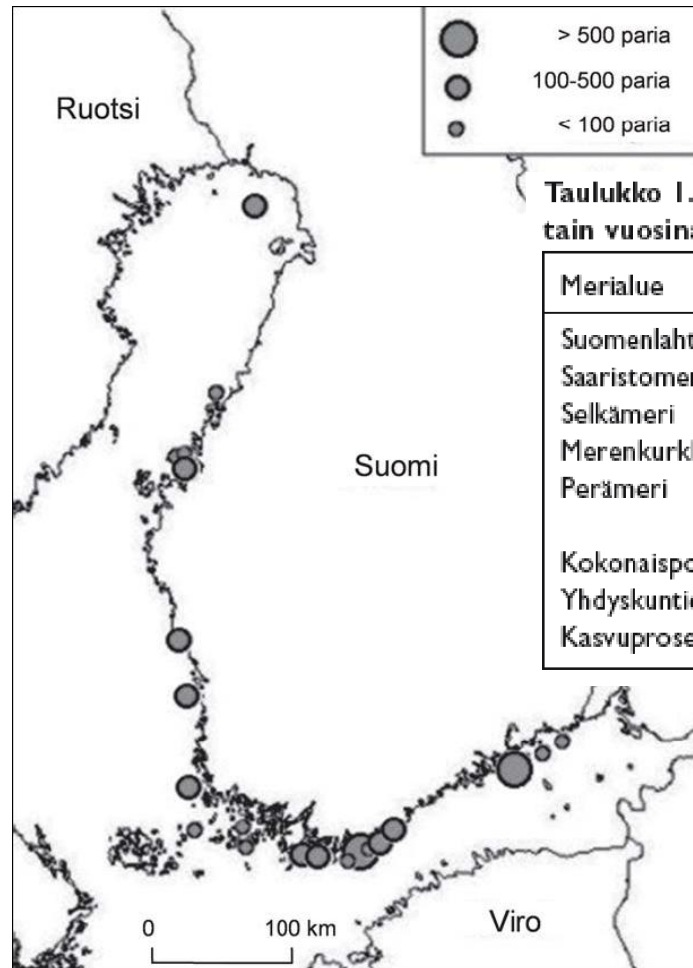 > 500 paria
100-500 paria
< 100 paria
Ruotsi
Suomi
Viro
0 100 km
Taulukko 1.
tain vuosina
Merialue
Suomenlaht
Saaristomer
Selkämeri
Merenkurkk
Perämeri
Kokonaispo
Yhdyskuntie
Kasvuprose